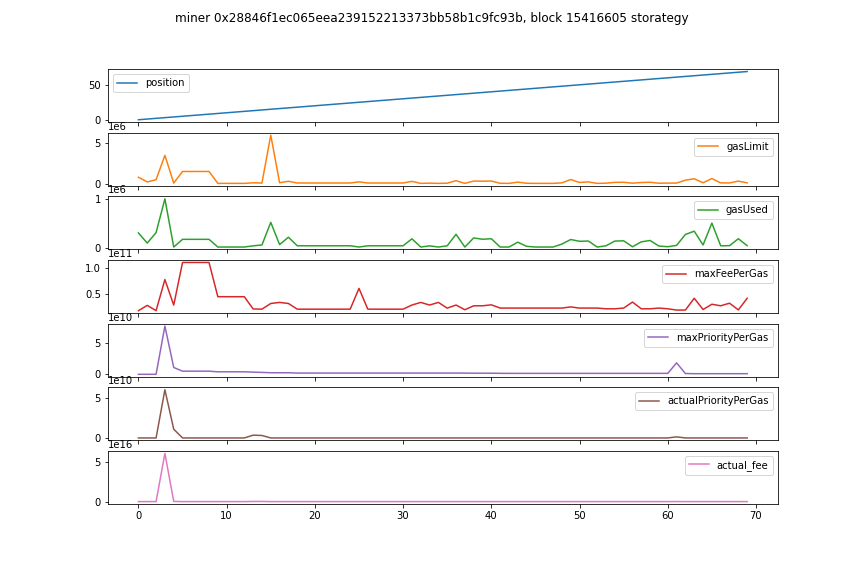 miner 0x28846f1ec065eea239152213373bb58b1c9fc93b, block 15416605 storategy
50
0
position
1e6
5
0
gasLimit
1e6
1
0
gasUsed
1e11
1.0
0.5
maxFeePerGas
1e10
5
0
maxPriorityPerGas
1e10
5
0
actualPriorityPerGas
1e16
5
0
actual_fee
0 10 20 30 40 50 60 70